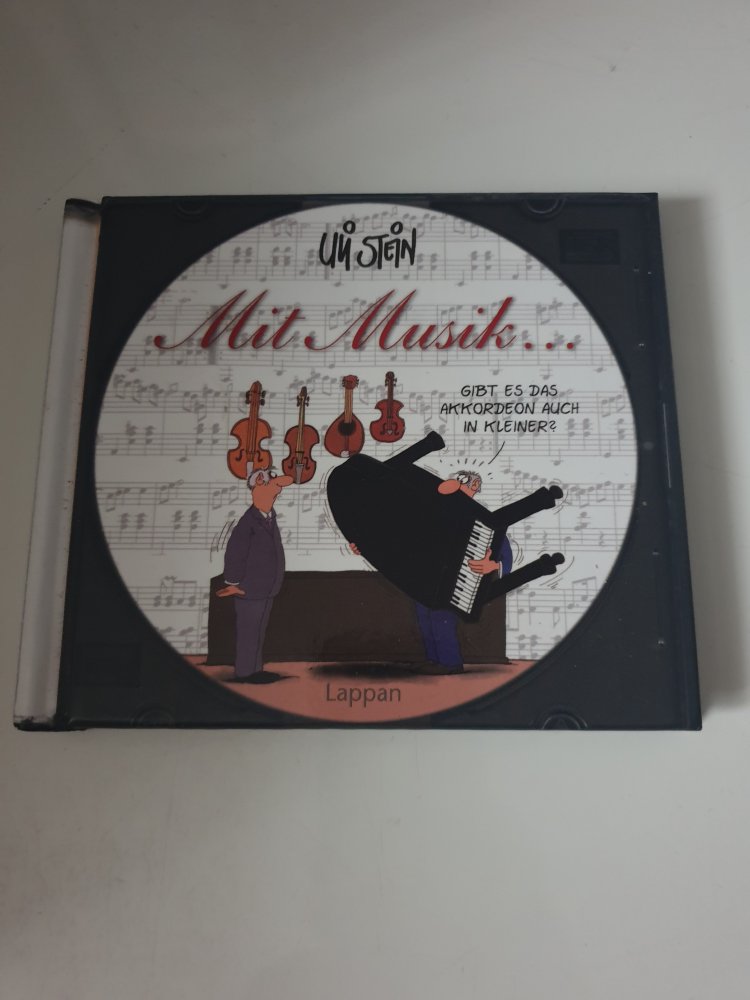 Uli Stein
Mit Musik...
GIBT ES DAS
AKKORDEON AUCH
IN KLEINER?
Lappan